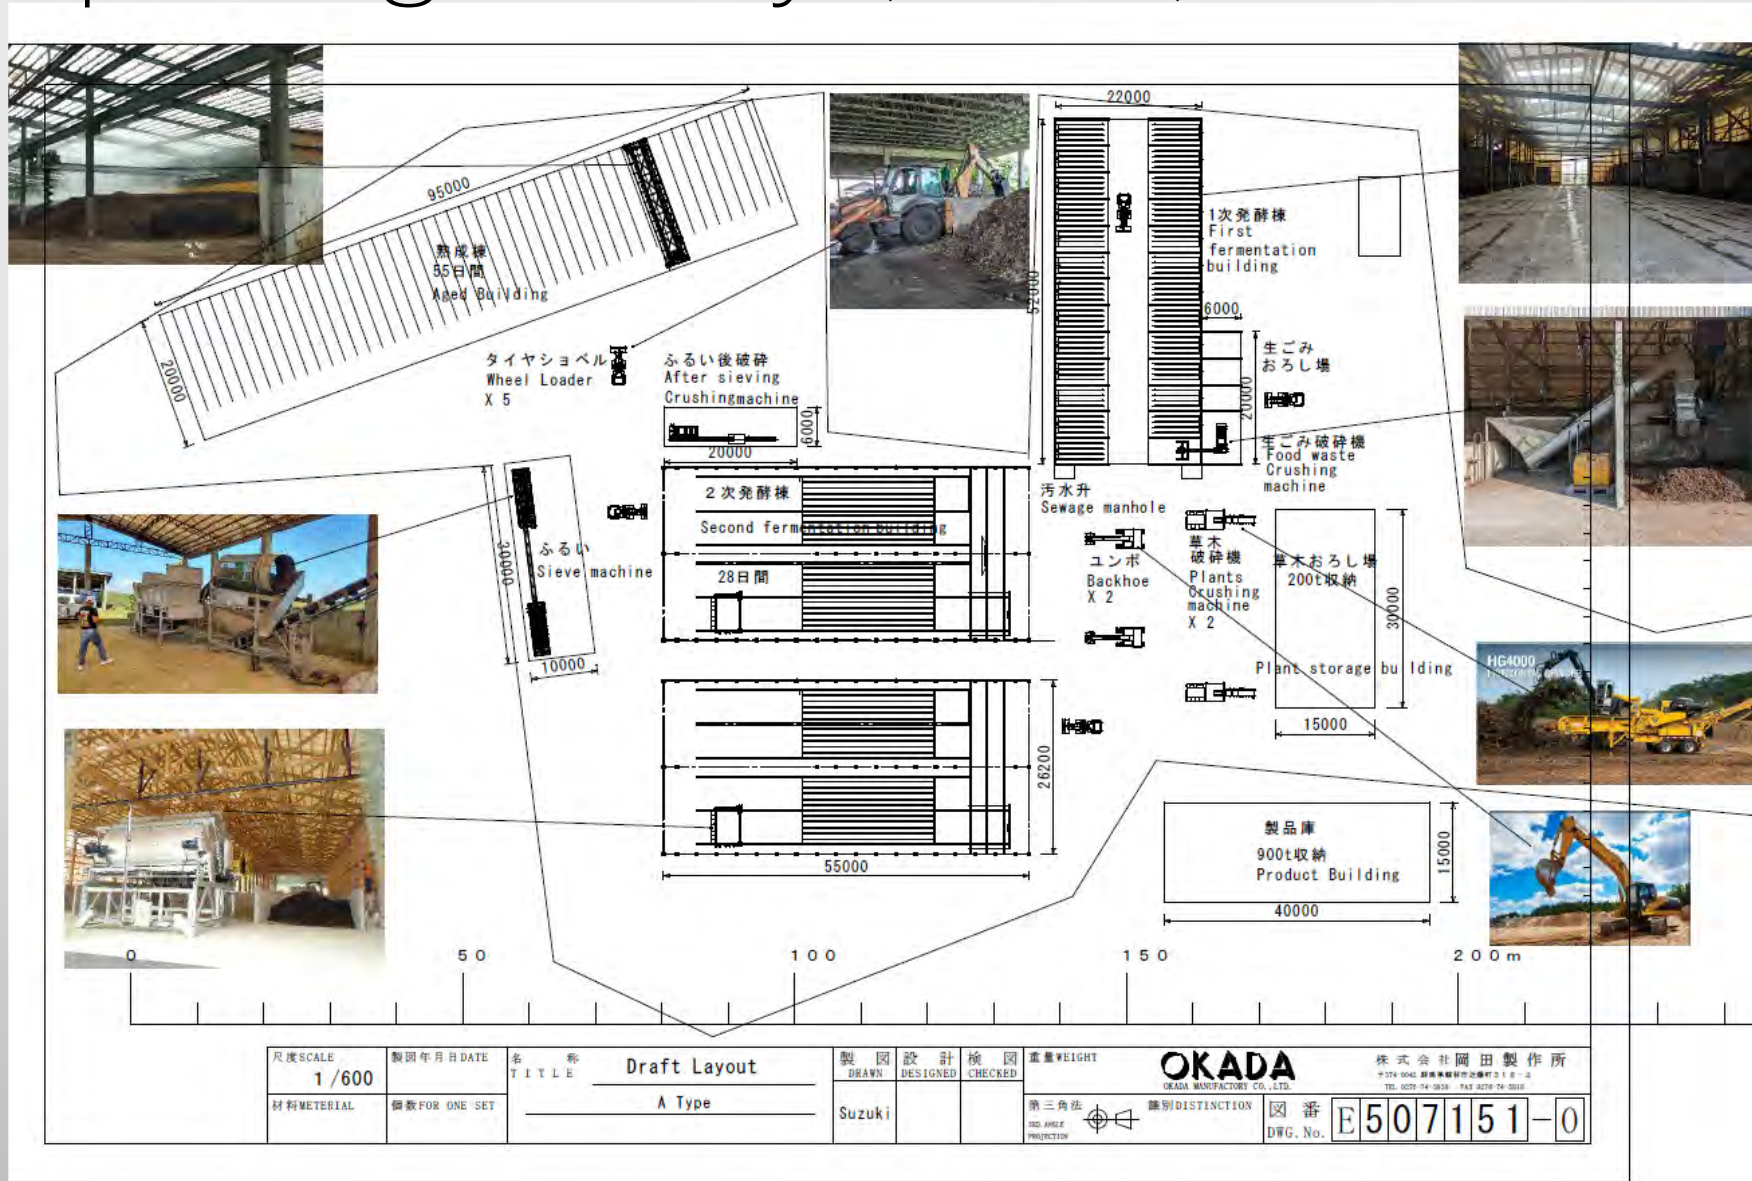 22000
95000
熟成棟
55日間
Aged Building
20000
1次発酵棟
First
fermentation
building
52000
6000
生ごみ
おろし場
20000
タイヤショベル
Wheel Loader
X 5
ふるい後破砕
After sieving
Crushingmachine
6000
20000
生ごみ破砕機
Food waste
Crushing
machine
汚水升
Sewage manhole
2次発酵棟
Second fermentation building
28日間
ふるい
Sieve machine
30000
10000
ユンボ
Backhoe
X 2
草木
破砕機
Plants
Crushing
machine
X 2
草木おろし場
200t収納
30000
Plant storage building
15000
HG4000
26200
55000
製品庫
900t収納
Product Building
15000
40000
0 50 100 150 200m
尺度SCALE
1/600
製図年月日DATE
名 称
TITLE
Draft Layout
A Type
製 図
DRAWN
設 計
DESIGNED
検 図
CHECKED
Suzuki
材料METERIAL
個数FOR ONE SET
重量WEIGHT
OKADA
OKADA MANUFACTORY CO.,LTD.
株式会社岡田製作所
第三角法
3RD ANGLE
PROJECTION
識別DISTINCTION
図 番
DWG.No.
E507151-0